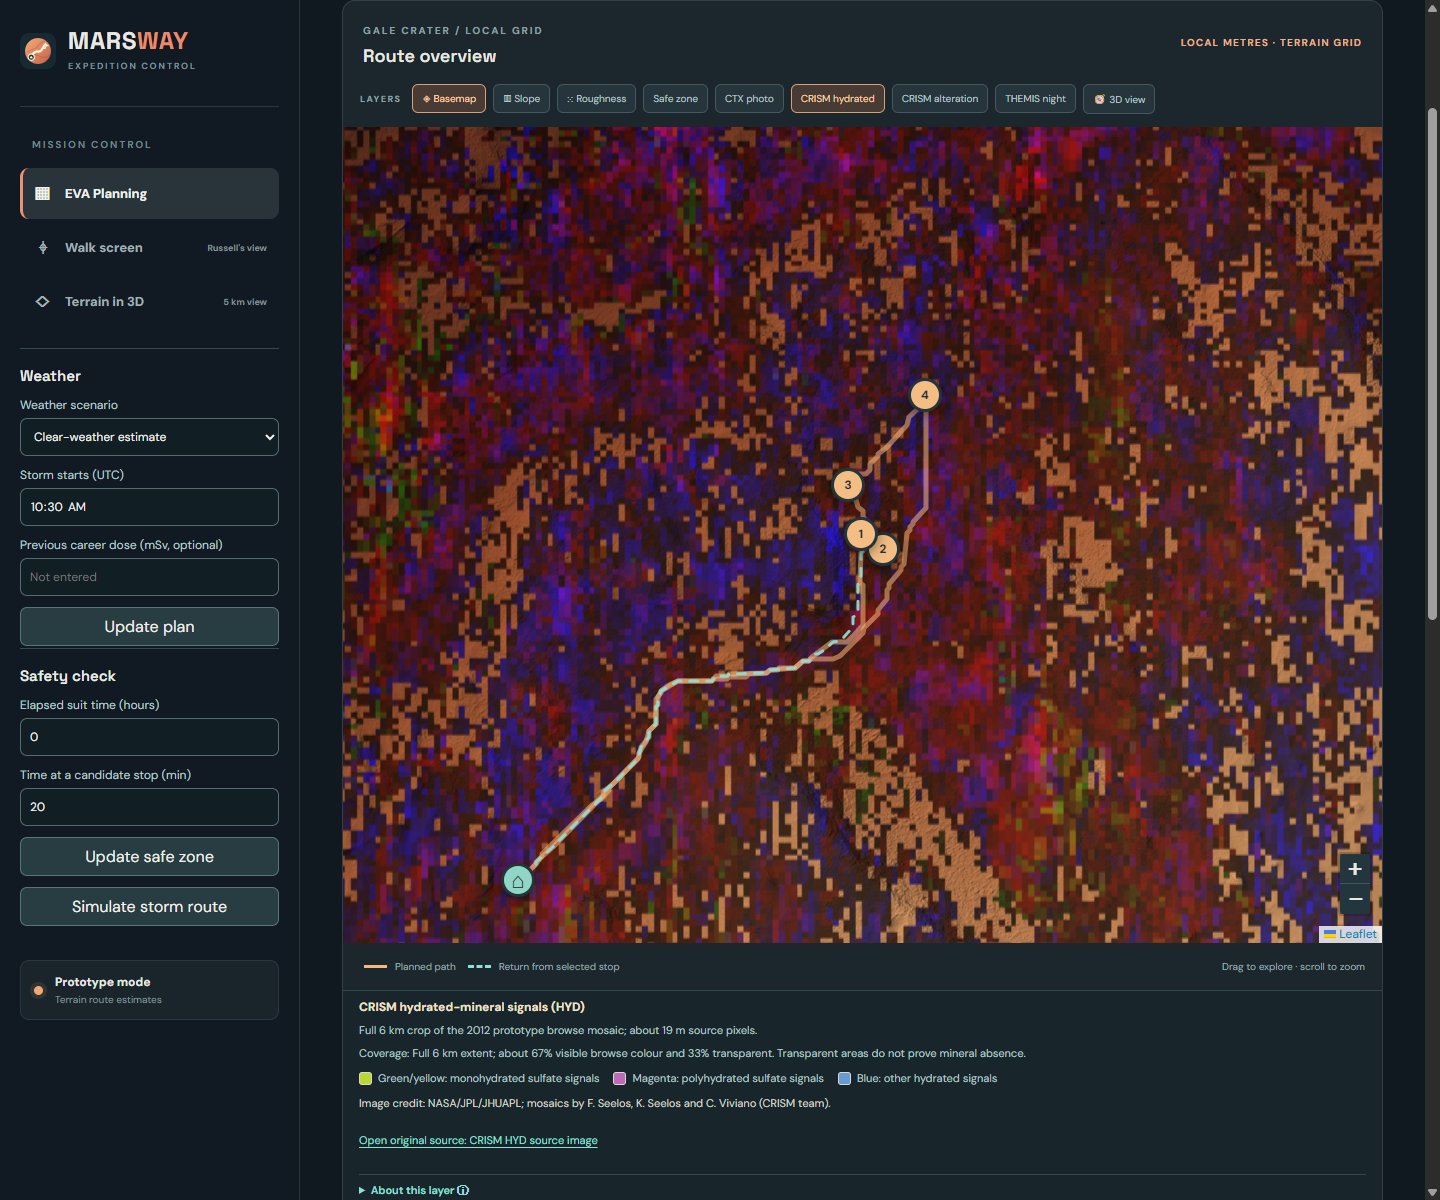 MARSWAY
EXPEDITION CONTROL
MISSION CONTROL
EVA Planning
Walk screen Russell's view
Terrain in 3D 5 km view
Weather
Weather scenario
Clear-weather estimate
Storm starts (UTC)
10:30 AM
Previous career dose (mSv, optional)
Not entered
Update plan
Safety check
Elapsed suit time (hours)
0
Time at a candidate stop (min)
20
Update safe zone
Simulate storm route
Prototype mode
Terrain route estimates
GALE CRATER / LOCAL GRID
Route overview
LOCAL METRES · TERRAIN GRID
LAYERS Basemap Slope Roughness Safe zone CTX photo CRISM hydrated CRISM alteration THEMIS night 3D view
4
3
1
2
+
−
Leaflet
Planned path Return from selected stop Drag to explore · scroll to zoom
CRISM hydrated-mineral signals (HYD)
Full 6 km crop of the 2012 prototype browse mosaic; about 19 m source pixels.
Coverage: Full 6 km extent; about 67% visible browse colour and 33% transparent. Transparent areas do not prove mineral absence.
Green/yellow: monohydrated sulfate signals Magenta: polyhydrated sulfate signals Blue: other hydrated signals
Image credit: NASA/JPL/JHUAPL; mosaics by F. Seelos, K. Seelos and C. Viviano (CRISM team).
Open original source: CRISM HYD source image
About this layer ⓘ